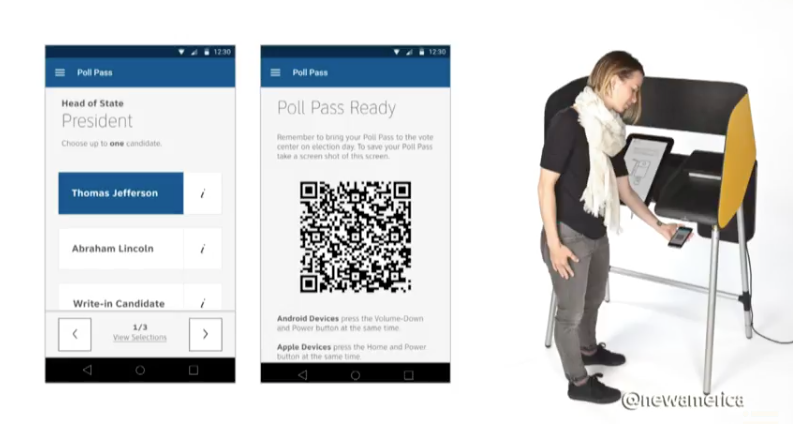 12:30
Poll Pass
Head of State
President
Choose up to one candidate.
Thomas Jefferson i
Abraham Lincoln i
Write-in Candidate i
1/3
View Selections
12:30
Poll Pass
Poll Pass Ready
Remember to bring your Poll Pass to the vote
center on election day. To save your Poll Pass
take a screen shot of this screen.
Android Devices press the Volume-Down
and Power button at the same time.
Apple Devices press the Home and Power
button at the same time.
@newamerica